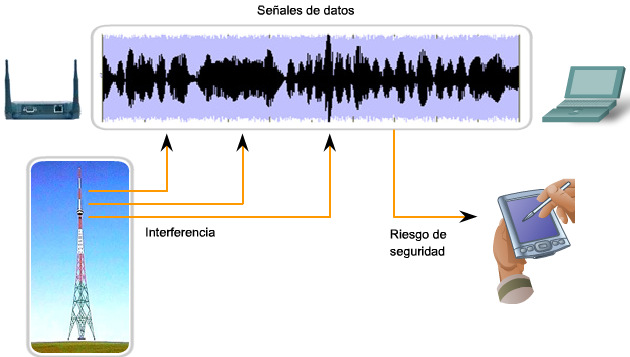 Señales de datos
Interferencia
Riesgo de
seguridad